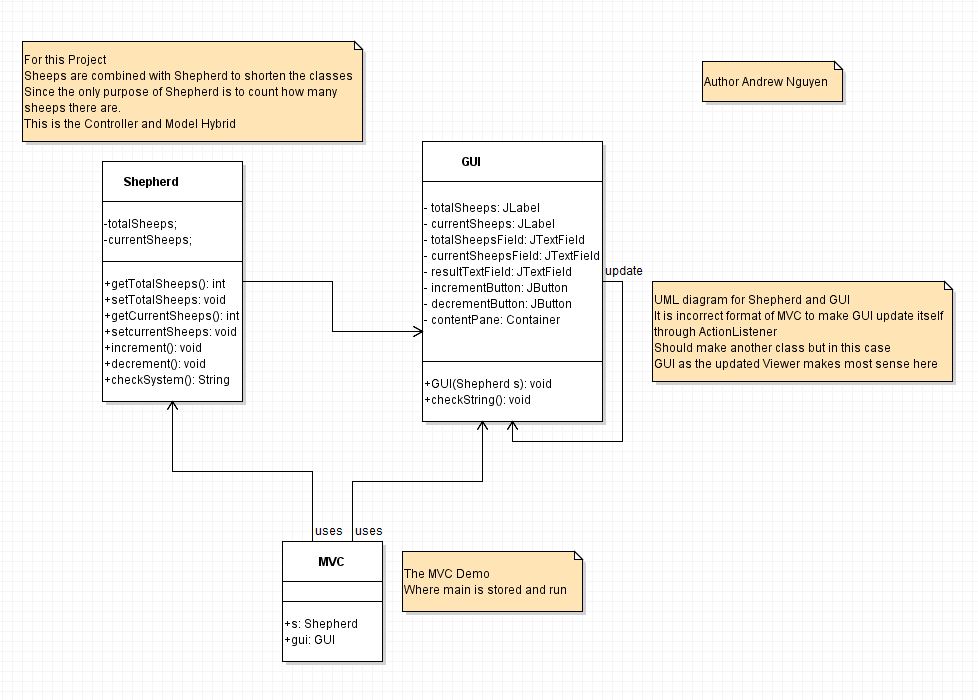 For this Project
Sheeps are combined with Shepherd to shorten the classes
Since the only purpose of Shepherd is to count how many
sheeps there are.
This is the Controller and Model Hybrid
Author Andrew Nguyen
Shepherd
-totalSheeps;
-currentSheeps;
+getTotalSheeps(): int
+setTotalSheeps: void
+getCurrentSheeps(): int
+setcurrentSheeps: void
+increment(): void
+decrement(): void
+checkSystem(): String
GUI
- totalSheeps: JLabel
- currentSheeps: JLabel
- totalSheepsField: JTextField
- currentSheepsField: JTextField
- resultTextField: JTextField
- incrementButton: JButton
- decrementButton: JButton
- contentPane: Container
+GUI(Shepherd s): void
+checkString(): void
update
UML diagram for Shepherd and GUI
It is incorrect format of MVC to make GUI update itself
through ActionListener
Should make another class but in this case
GUI as the updated Viewer makes most sense here
uses
uses
MVC
+s: Shepherd
+gui: GUI
The MVC Demo
Where main is stored and run